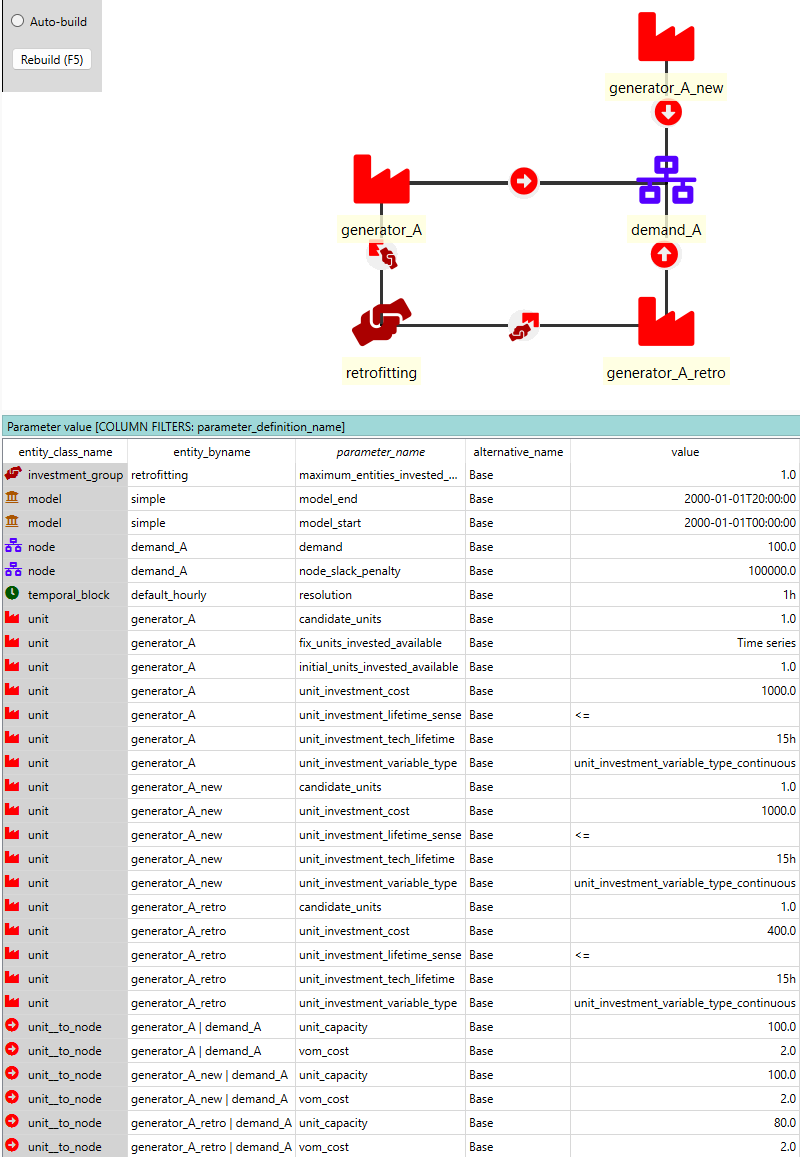 Auto-build
Rebuild (F5)
generator_A_new
generator_A
demand_A
retrofitting
generator_A_retro
Parameter value [COLUMN FILTERS: parameter_definition_name]
entity_class_name entity_byname parameter_name alternative_name value
investment_group retrofitting maximum_entities_invested_... Base 1.0
model simple model_end Base 2000-01-01T20:00:00
model simple model_start Base 2000-01-01T00:00:00
node demand_A demand Base 100.0
node demand_A node_slack_penalty Base 100000.0
temporal_block default_hourly resolution Base 1h
unit generator_A candidate_units Base 1.0
unit generator_A fix_units_invested_available Base Time series
unit generator_A initial_units_invested_available Base 1.0
unit generator_A unit_investment_cost Base 1000.0
unit generator_A unit_investment_lifetime_sense Base <=
unit generator_A unit_investment_tech_lifetime Base 15h
unit generator_A unit_investment_variable_type Base unit_investment_variable_type_continuous
unit generator_A_new candidate_units Base 1.0
unit generator_A_new unit_investment_cost Base 1000.0
unit generator_A_new unit_investment_lifetime_sense Base <=
unit generator_A_new unit_investment_tech_lifetime Base 15h
unit generator_A_new unit_investment_variable_type Base unit_investment_variable_type_continuous
unit generator_A_retro candidate_units Base 1.0
unit generator_A_retro unit_investment_cost Base 400.0
unit generator_A_retro unit_investment_lifetime_sense Base <=
unit generator_A_retro unit_investment_tech_lifetime Base 15h
unit generator_A_retro unit_investment_variable_type Base unit_investment_variable_type_continuous
unit__to_node generator_A | demand_A unit_capacity Base 100.0
unit__to_node generator_A | demand_A vom_cost Base 2.0
unit__to_node generator_A_new | demand_A unit_capacity Base 100.0
unit__to_node generator_A_new | demand_A vom_cost Base 2.0
unit__to_node generator_A_retro | demand_A unit_capacity Base 80.0
unit__to_node generator_A_retro | demand_A vom_cost Base 2.0